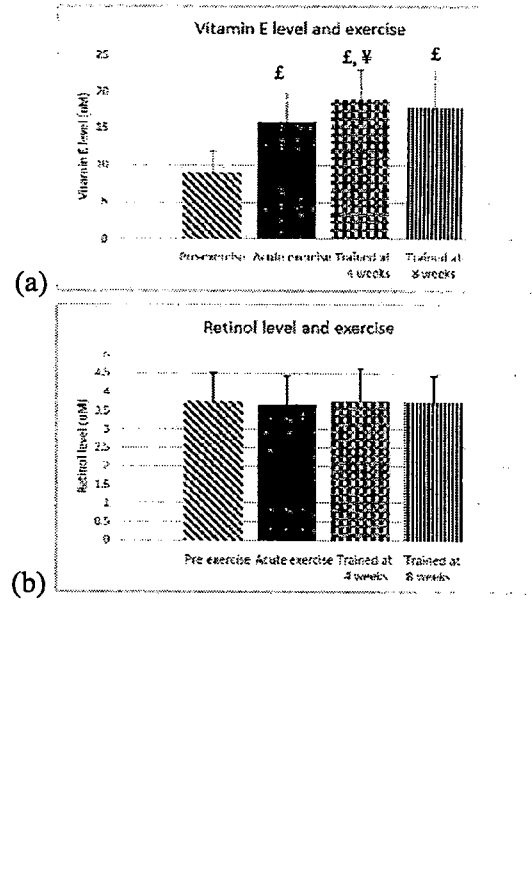 Vitamin E level and exercise
£
£, ¥
£
Vitamin E level (uM)
25
20
15
10
5
0
Pre-exercise Acute exercise Trained at Trained at
4 weeks 8 weeks
(a)
Retinol level and exercise
Retinol level (uM)
5
4.5
4
3.5
3
2.5
2
1.5
1
0.5
0
Pre exercise Acute exercise Trained at Trained at
4 weeks 8 weeks
(b)